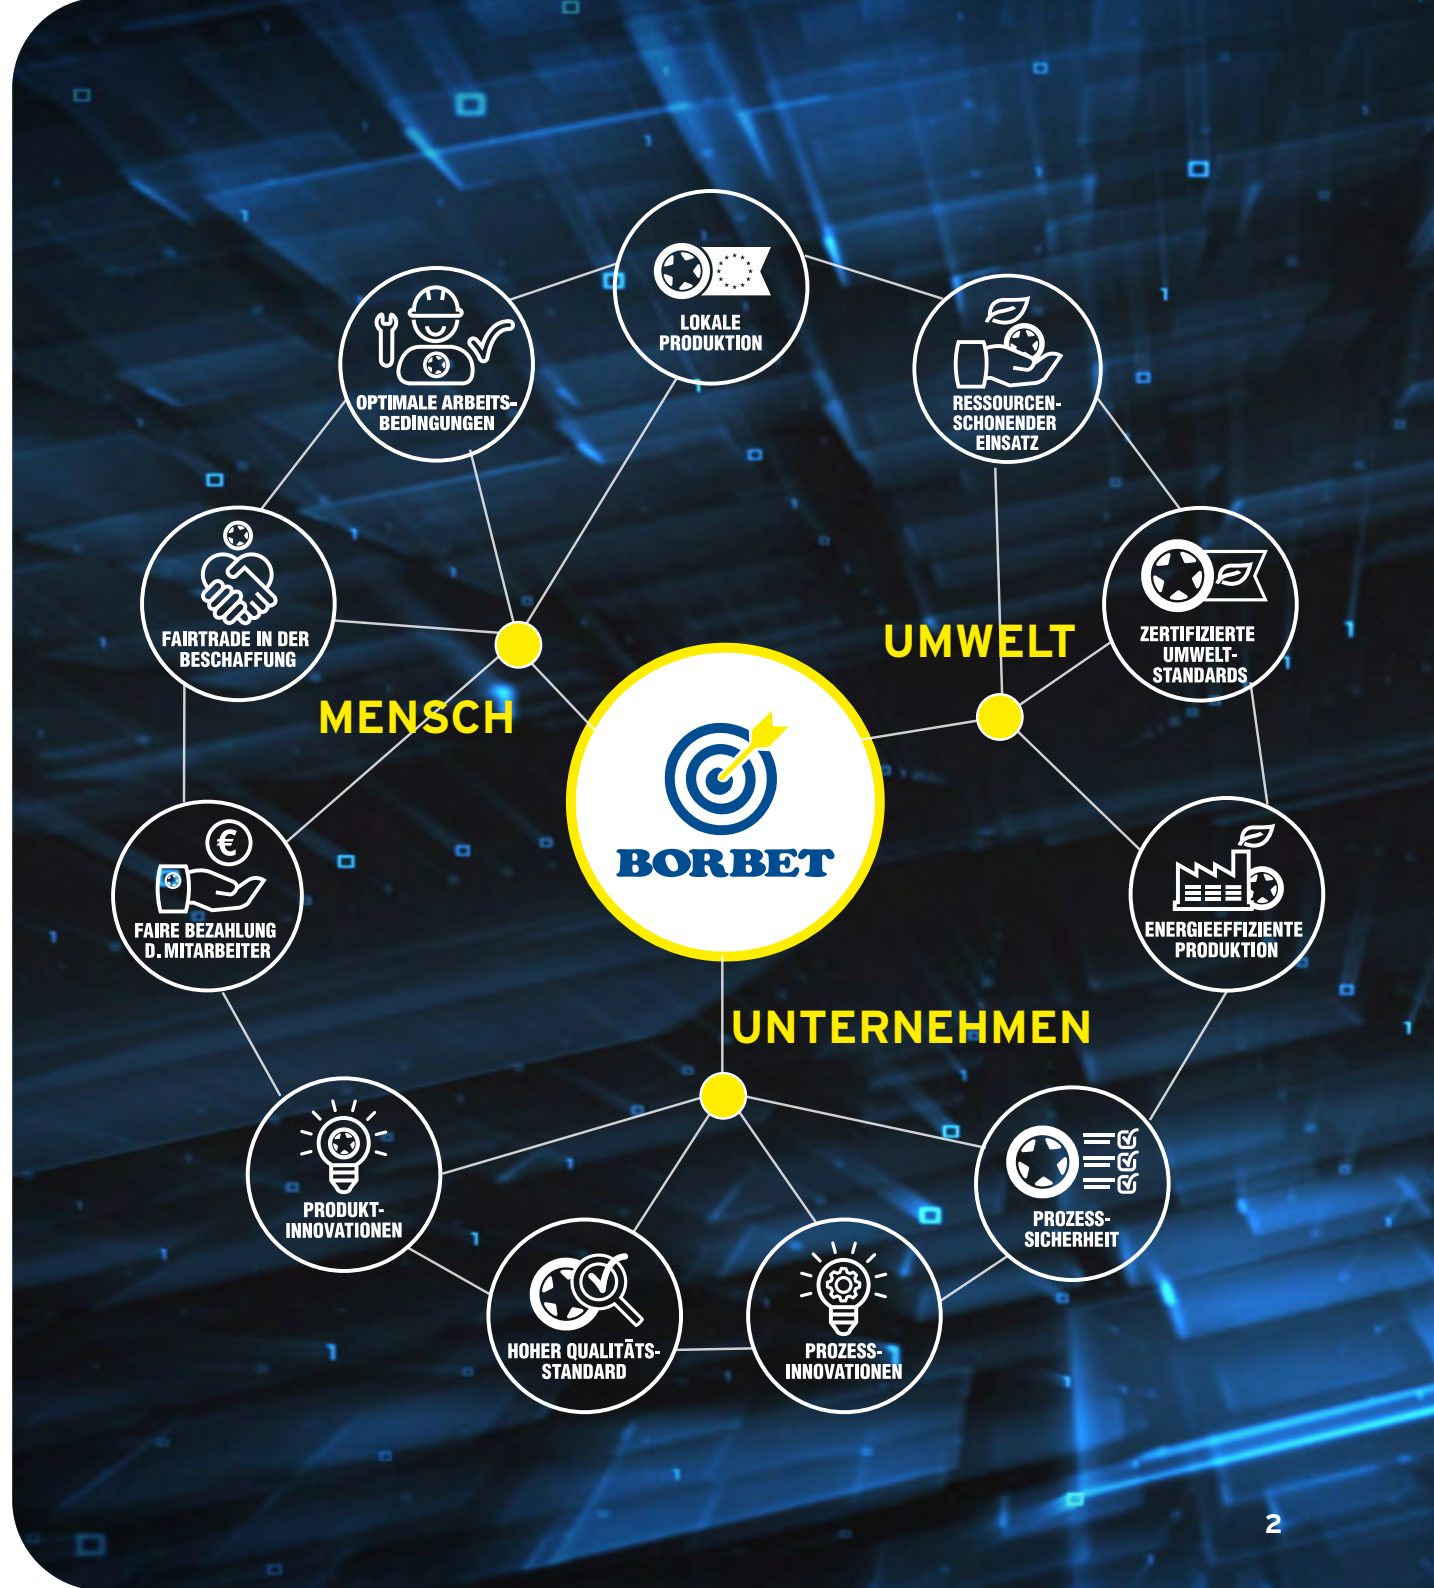 LOKALE
PRODUKTION
OPTIMALE ARBEITS-
BEDINGUNGEN
RESSOURCEN-
SCHONENDER
EINSATZ
FAIRTRADE IN DER
BESCHAFFUNG
ZERTIFIZIERTE
UMWELT-
STANDARDS
UMWELT
MENSCH
BORBET
FAIRE BEZAHLUNG
D. MITARBEITER
ENERGIEEFFIZIENTE
PRODUKTION
UNTERNEHMEN
PRODUKT-
INNOVATIONEN
PROZESS-
SICHERHEIT
HOHER QUALITÄTS-
STANDARD
PROZESS-
INNOVATIONEN
2